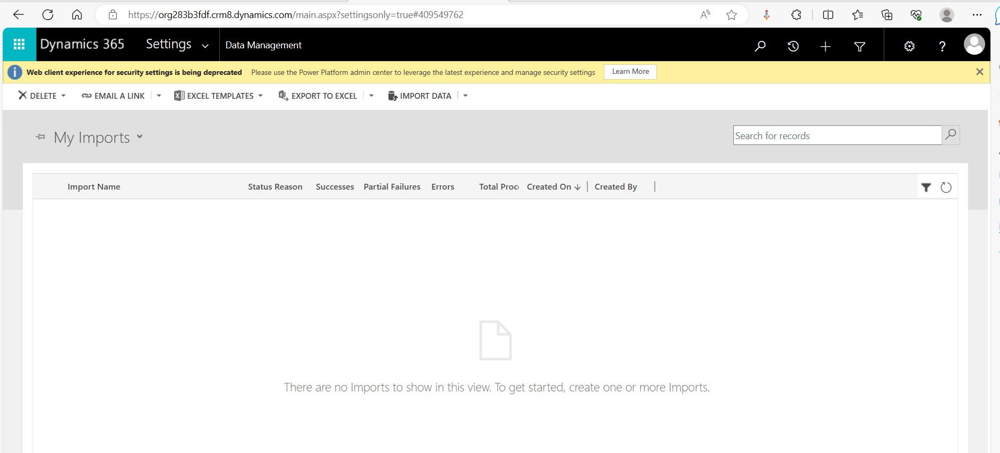 https://org283b3fdf.crm8.dynamics.com/main.aspx?settingsonly=true#409549762
Dynamics 365 Settings Data Management
Web client experience for security settings is being deprecated Please use the Power Platform admin center to leverage the latest experience and manage security settings Learn More
DELETE EMAIL A LINK EXCEL TEMPLATES EXPORT TO EXCEL IMPORT DATA
My Imports Search for records
Import Name Status Reason Successes Partial Failures Errors Total Proc Created On Created By
There are no Imports to show in this view. To get started, create one or more Imports.